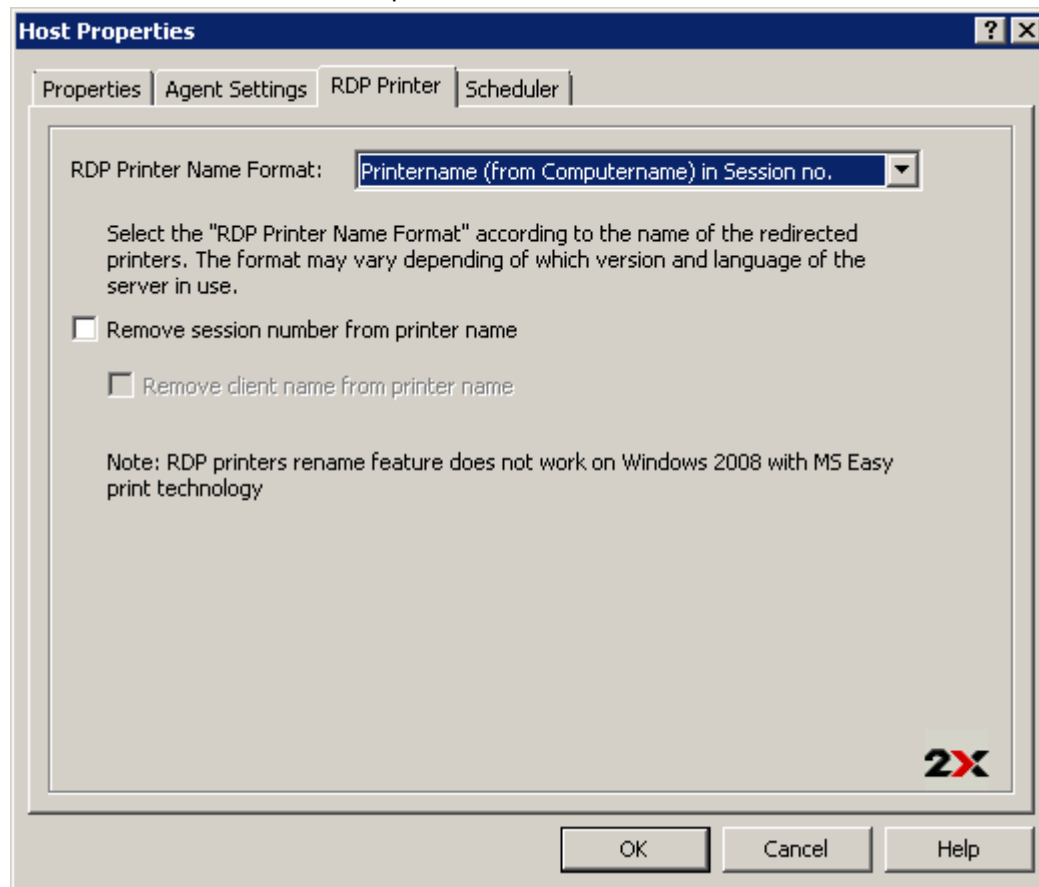 Host Properties
Properties Agent Settings RDP Printer Scheduler
RDP Printer Name Format: Printername (from Computername) in Session no.
Select the "RDP Printer Name Format" according to the name of the redirected
printers. The format may vary depending of which version and language of the
server in use.
Remove session number from printer name
Remove client name from printer name
Note: RDP printers rename feature does not work on Windows 2008 with MS Easy
print technology
2X
OK Cancel Help